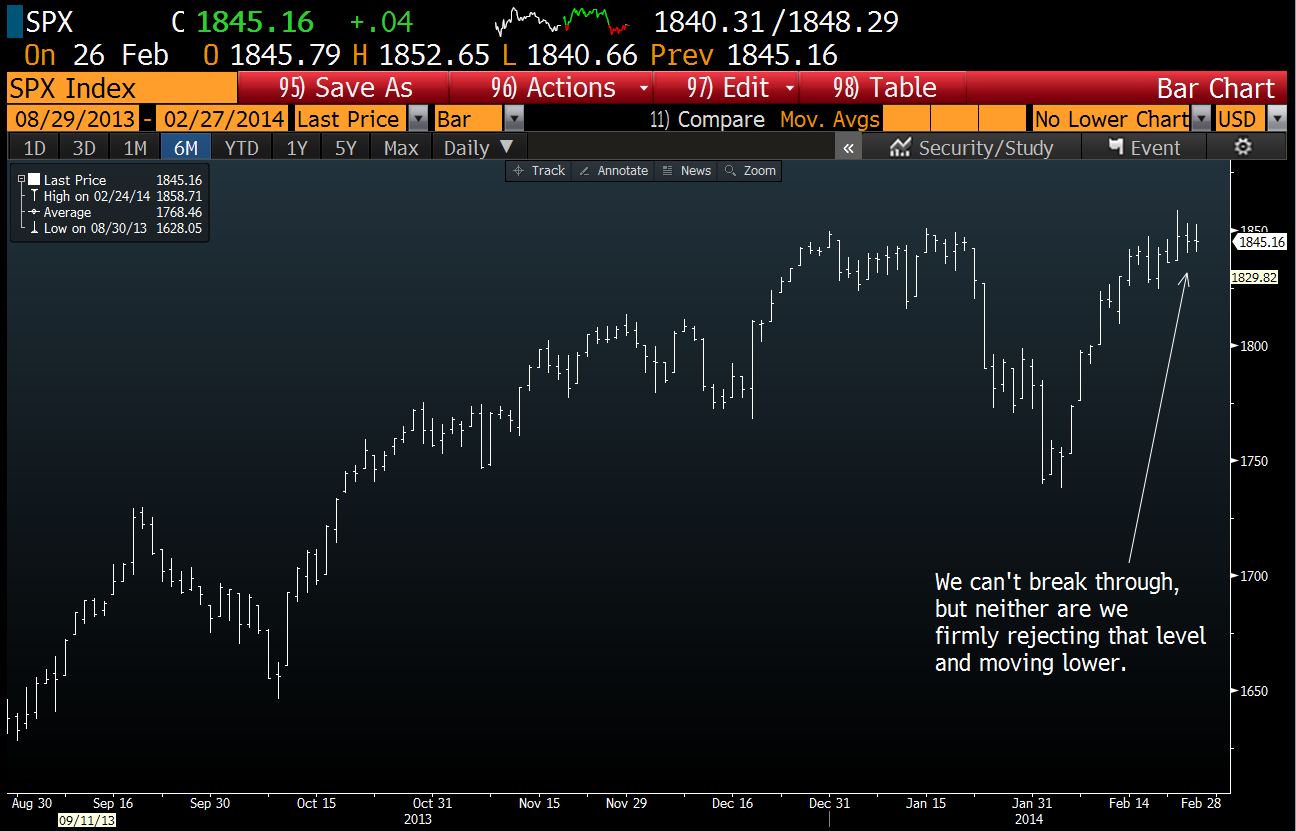 SPX C 1845.16 +.04 1840.31/1848.29
On 26 Feb O 1845.79 H 1852.65 L 1840.66 Prev 1845.16
SPX Index 95) Save As 96) Actions 97) Edit 98) Table Bar Chart
08/29/2013 - 02/27/2014 Last Price Bar 11) Compare Mov. Avgs No Lower Chart USD
1D 3D 1M 6M YTD 1Y 5Y Max Daily « Security/Study Event
Track Annotate News Zoom
Last Price 1845.16
High on 02/24/14 1858.71
Average 1768.46
Low on 08/30/13 1628.05
1850
1845.16
1829.82
1800
1750
1700
1650
We can't break through,
but neither are we
firmly rejecting that level
and moving lower.
Aug 30 Sep 16 Sep 30 Oct 15 Oct 31 Nov 15 Nov 29 Dec 16 Dec 31 Jan 15 Jan 31 Feb 14 Feb 28
09/11/13 2013 2014